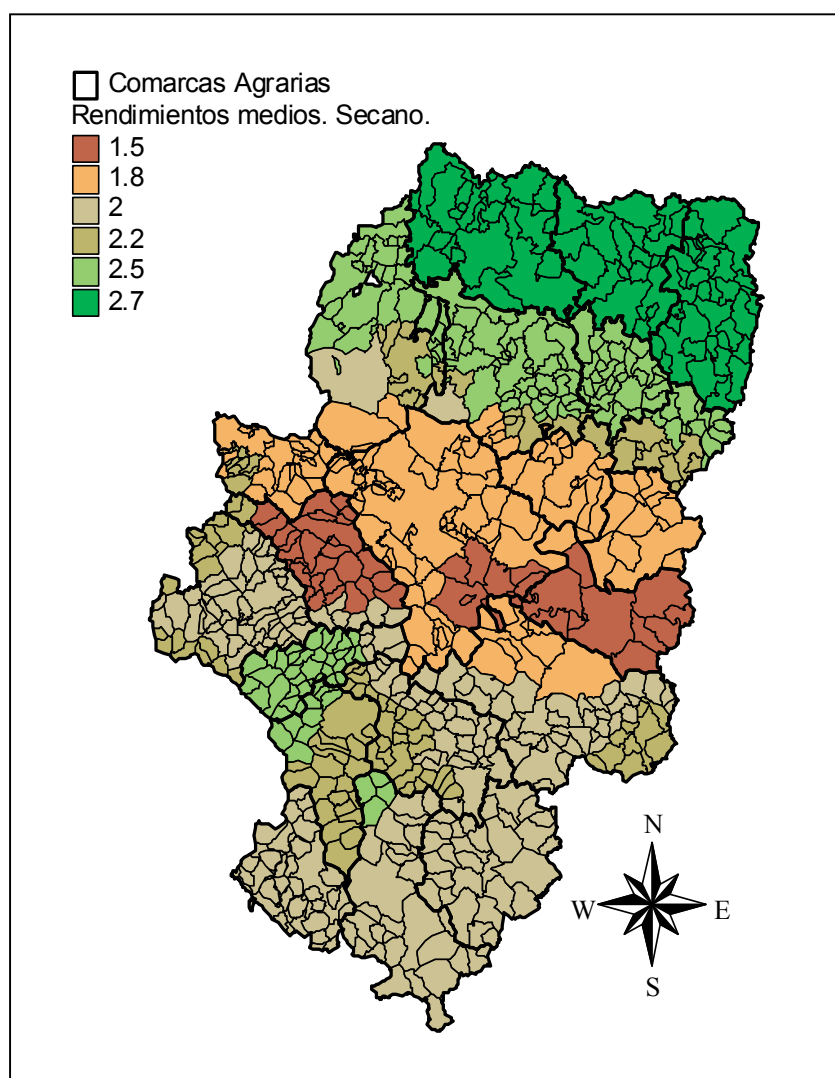 Comarcas Agrarias
Rendimientos medios. Secano.
1.5
1.8
2
2.2
2.5
2.7
N
W
E
S